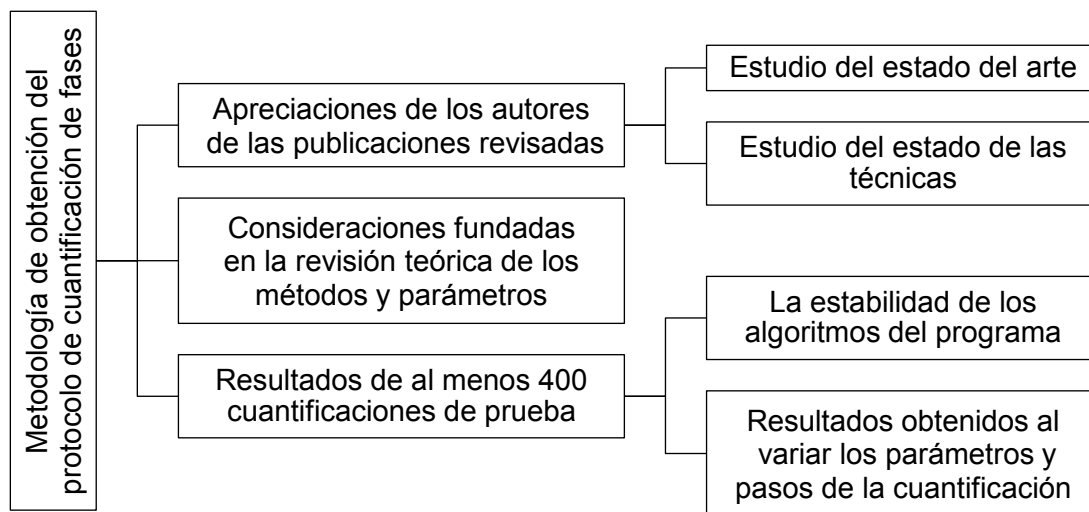 Metodología de obtención del
protocolo de cuantificación de fases
Apreciaciones de los autores
de las publicaciones revisadas
Estudio del estado del arte
Estudio del estado de las
técnicas
Consideraciones fundadas
en la revisión teórica de los
métodos y parámetros
Resultados de al menos 400
cuantificaciones de prueba
La estabilidad de los
algoritmos del programa
Resultados obtenidos al
variar los parámetros y
pasos de la cuantificación